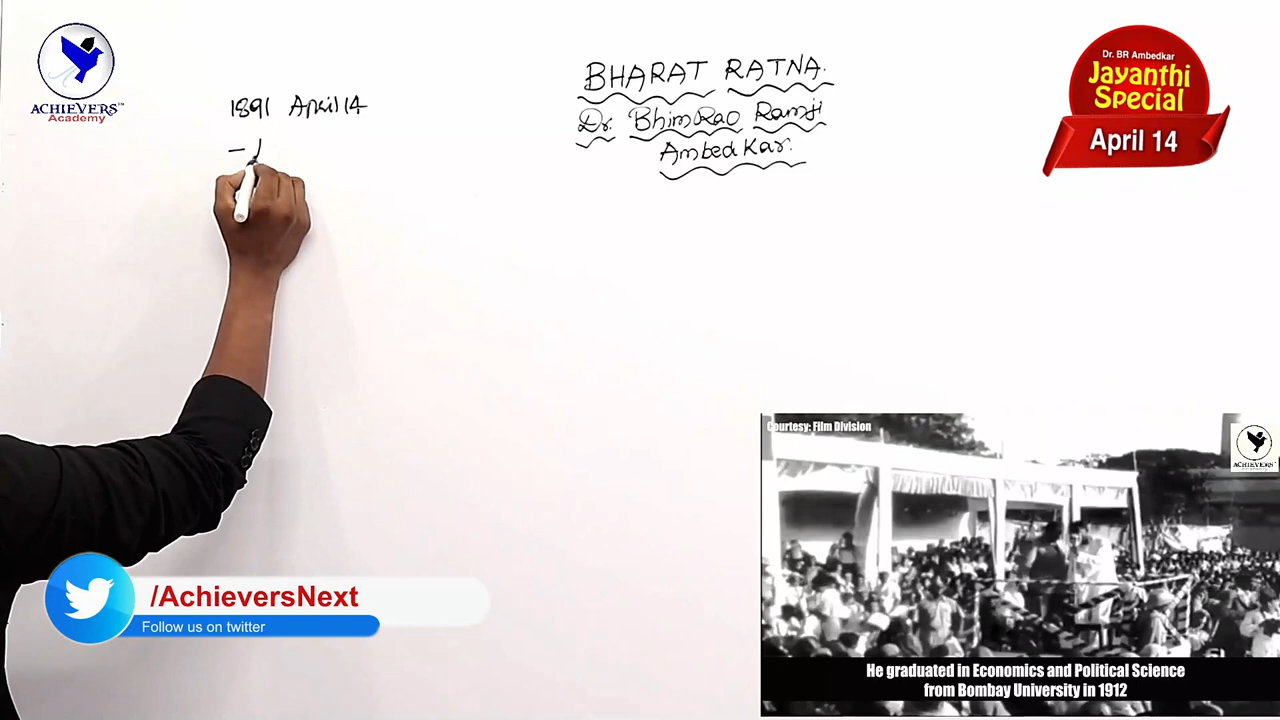 ACHIEVERS™
Academy
1891 April 14
BHARAT RATNA.
Dr. BhimRao Ramji
Ambedkar.
Dr. BR Ambedkar
Jayanthi
Special
April 14
/AchieversNext
Follow us on twitter
Courtesy: Film Division
ACHIEVERS
He graduated in Economics and Political Science
from Bombay University in 1912